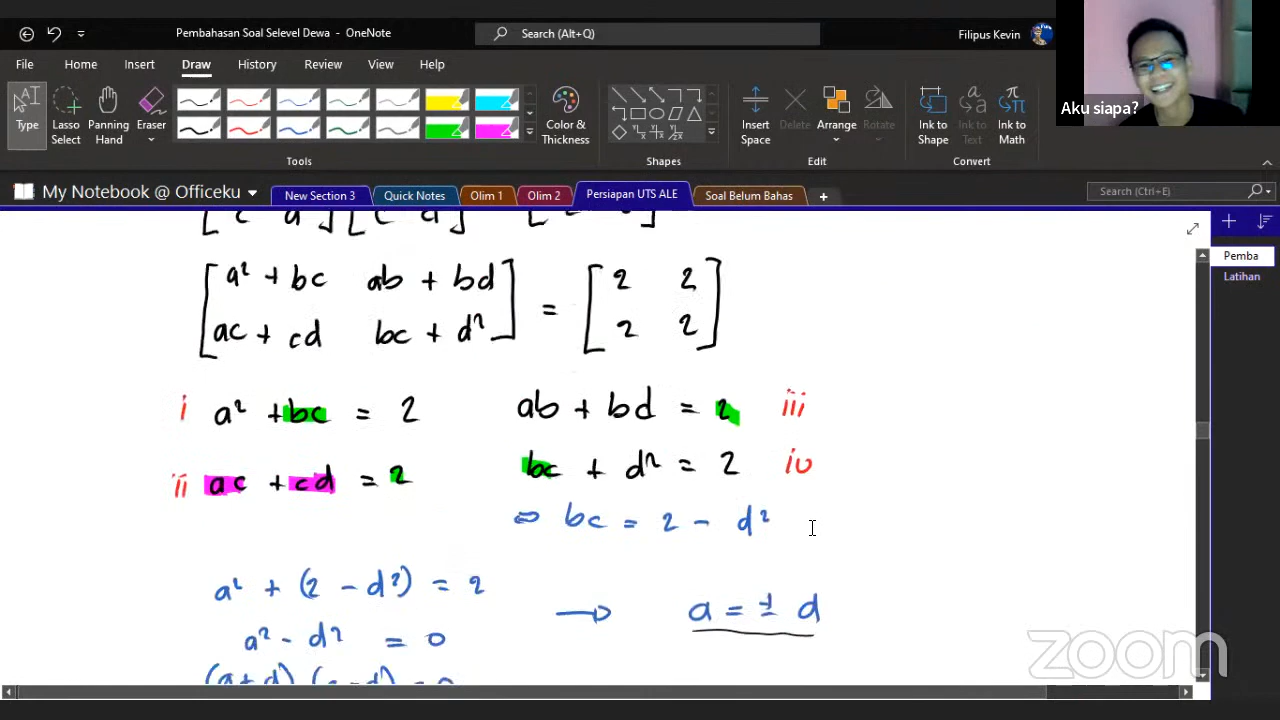 Pembahasan Soal Selevel Dewa - OneNote
Search (Alt+Q)
Filipus Kevin
File Home Insert Draw History Review View Help
Aku siapa?
Type
Lasso Select
Panning Hand
Eraser
Color & Thickness
Insert Space
Delete
Arrange
Rotate
Ink to Shape
Ink to Text
Ink to Math
Tools
Shapes
Edit
Convert
My Notebook @ Officeku
New Section 3
Quick Notes
Olim 1
Olim 2
Persiapan UTS ALE
Soal Belum Bahas
Search (Ctrl+E)
Pemba
Latihan
[a² + bc ab + bd] = [2 2]
[ac + cd bc + d²] [2 2]
i a² + bc = 2 ab + bd = 2 iii
ii ac + cd = 2 bc + d² = 2 iv
⇔ bc = 2 - d²
a² + (2 - d²) = 2 → a = ± d
a² - d² = 0
(a+d)
zoom